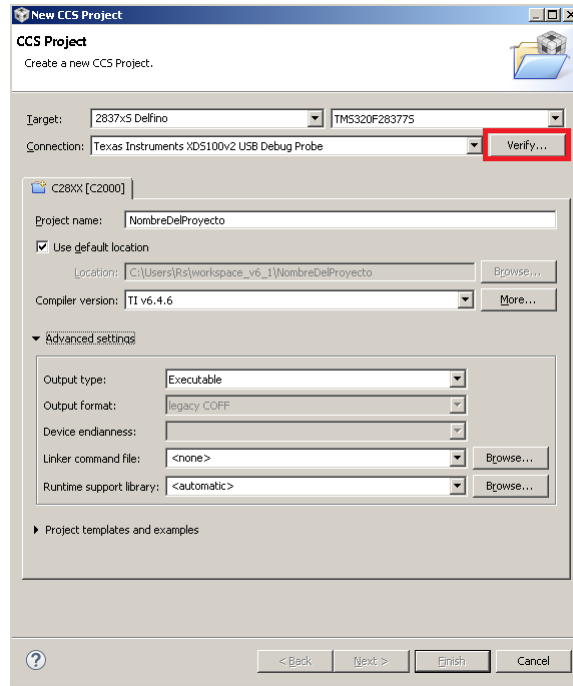 New CCS Project
CCS Project
Create a new CCS Project.
Target: 2837xS Delfino TMS320F28377S
Connection: Texas Instruments XDS100v2 USB Debug Probe Verify...
C28XX [C2000]
Project name: NombreDelProyecto
Use default location
Location: C:\Users\Rs\workspace_v6_1\NombreDelProyecto Browse...
Compiler version: TI v6.4.6 More...
Advanced settings
Output type: Executable
Output format: legacy COFF
Device endianness:
Linker command file: <none> Browse...
Runtime support library: <automatic> Browse...
Project templates and examples
? < Back Next > Finish Cancel